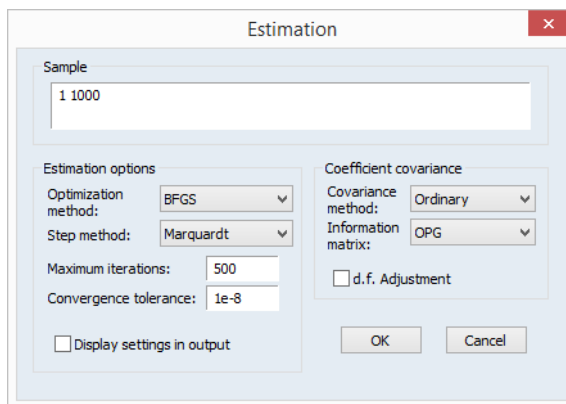 Estimation
Sample
1 1000
Estimation options
Optimization
method:
BFGS
Step method:
Marquardt
Maximum iterations:
500
Convergence tolerance:
1e-8
Display settings in output
Coefficient covariance
Covariance
method:
Ordinary
Information
matrix:
OPG
d.f. Adjustment
OK
Cancel